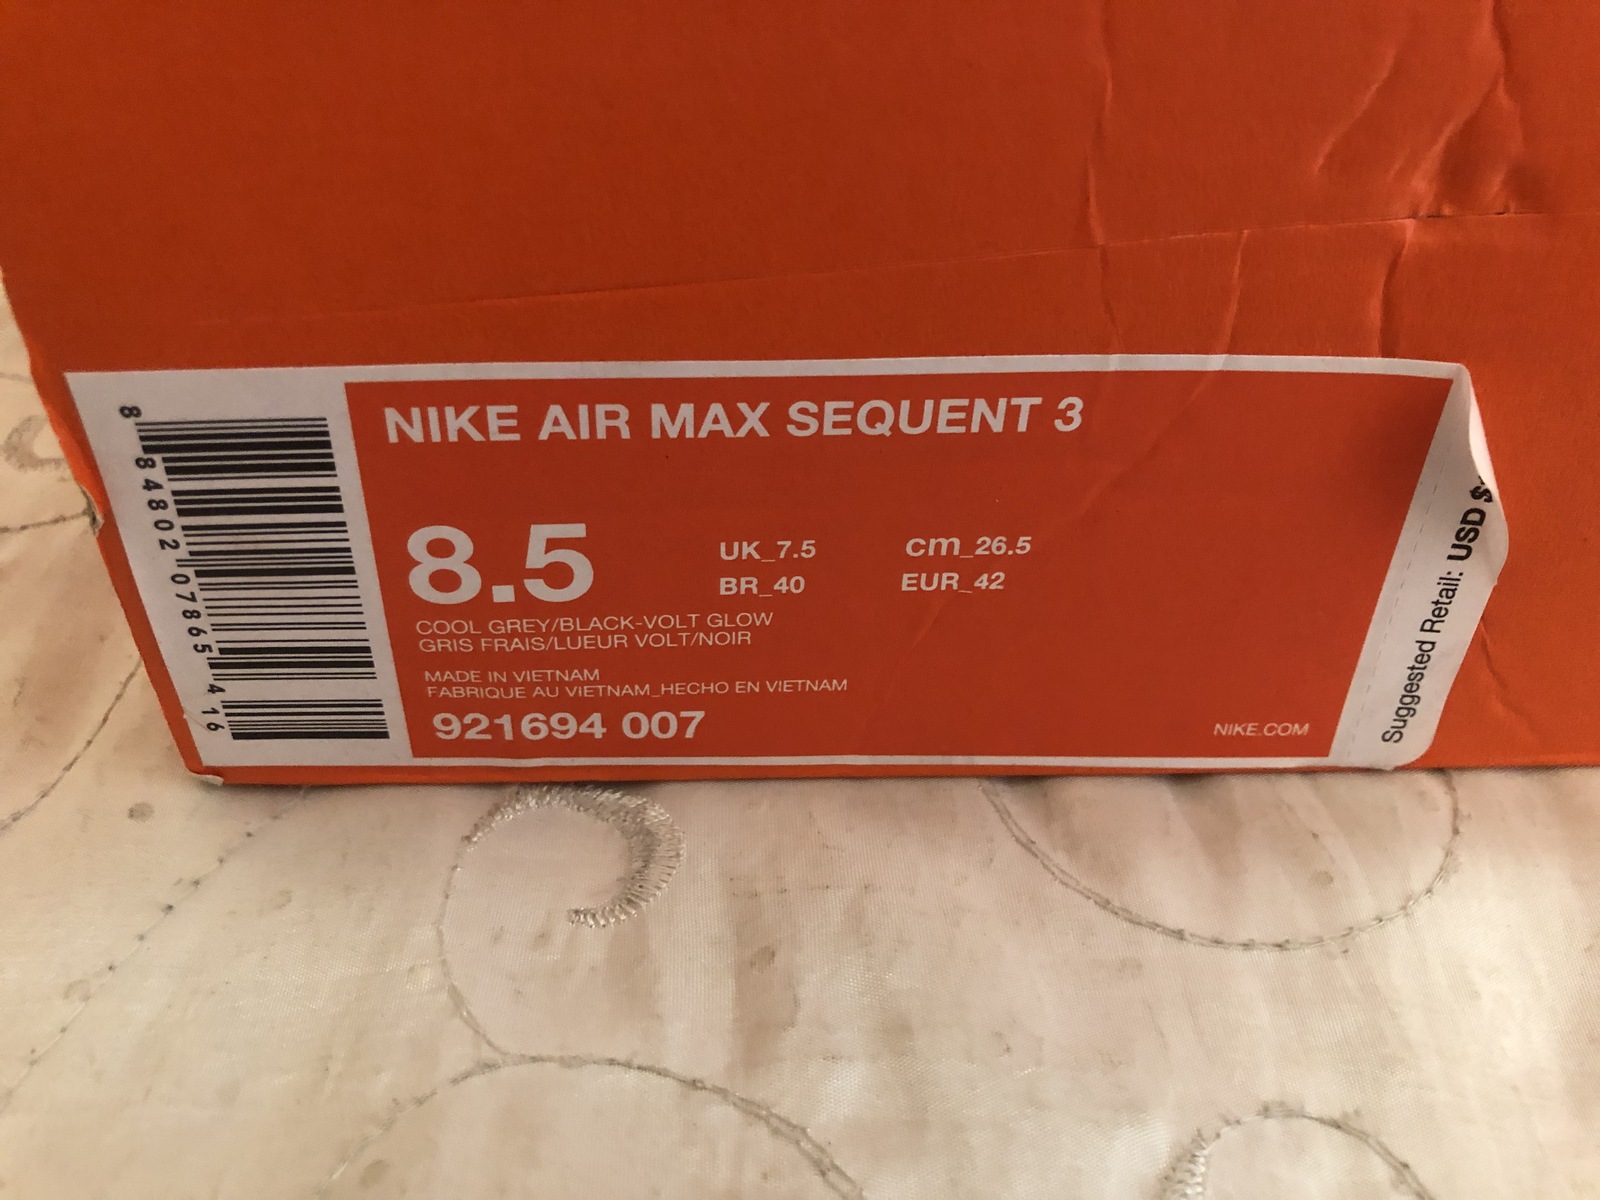 NIKE AIR MAX SEQUENT 3
8.5
UK_7.5
cm_26.5
BR_40
EUR_42
COOL GREY/BLACK-VOLT GLOW
GRIS FRAIS/LUEUR VOLT/NOIR
MADE IN VIETNAM
FABRIQUE AU VIETNAM_HECHO EN VIETNAM
921694 007
NIKE.COM
8 84802 07865 4 16
Suggested Retail: USD $